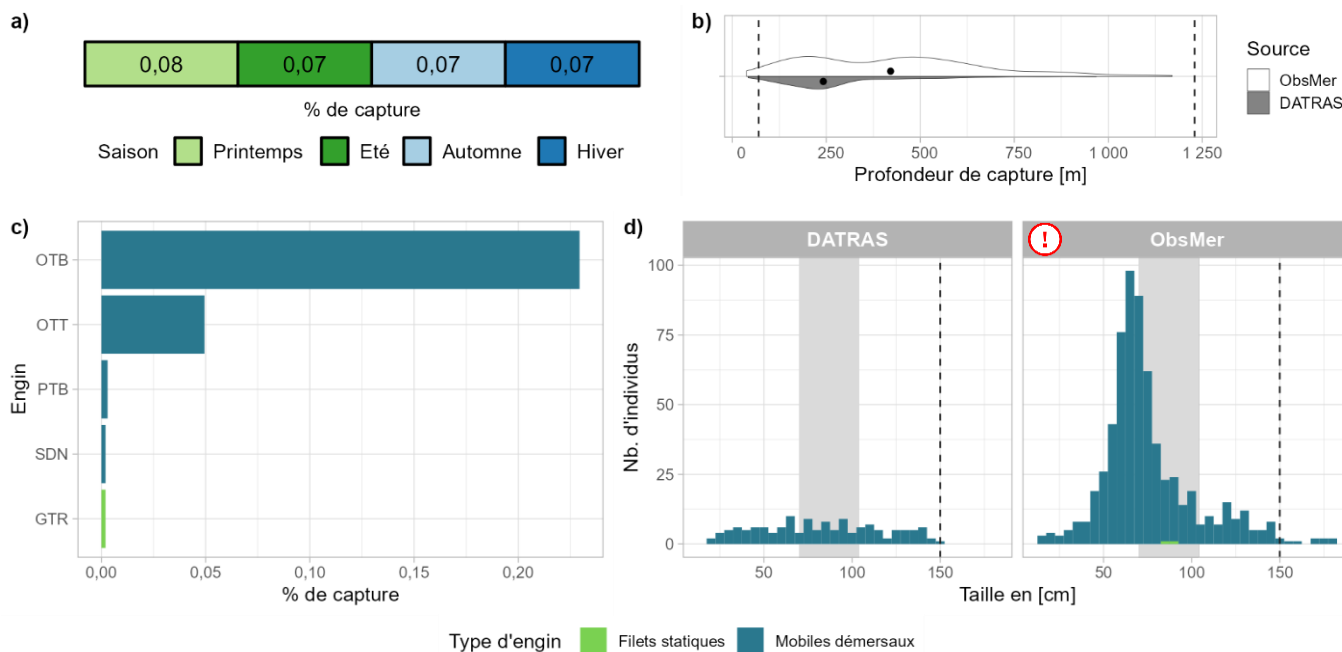 a)
0,08 0,07 0,07 0,07
% de capture
Saison Printemps Eté Automne Hiver
b)
0 250 500 750 1 000 1 250
Profondeur de capture [m]
Source
ObsMer
DATRAS
c)
Engin
OTB
OTT
PTB
SDN
GTR
0,00 0,05 0,10 0,15 0,20
% de capture
d)
DATRAS
! ObsMer
Nb. d'individus
100
75
50
25
0
50 100 150 50 100 150
Taille en [cm]
Type d'engin Filets statiques Mobiles démersaux